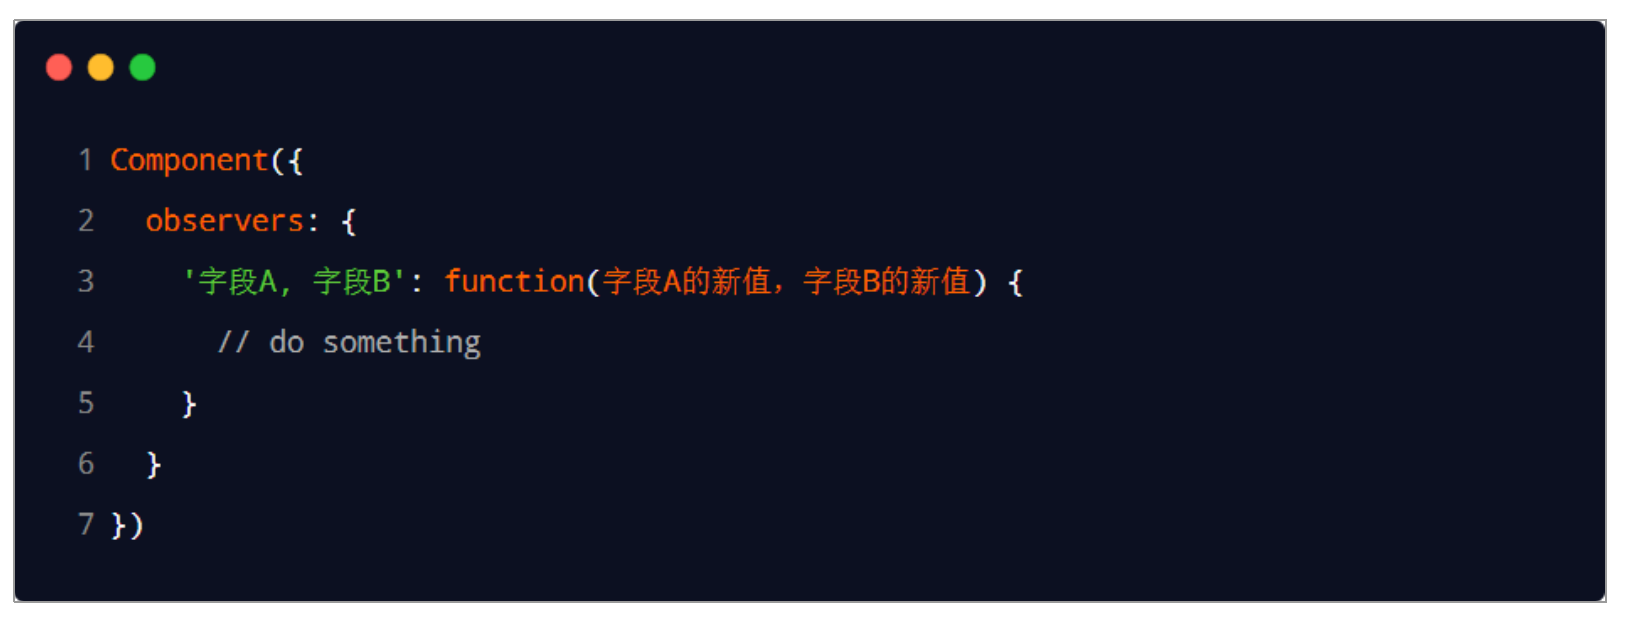 1 Component({
2 observers: {
3 '字段A, 字段B': function(字段A的新值, 字段B的新值) {
4 // do something
5 }
6 }
7 })